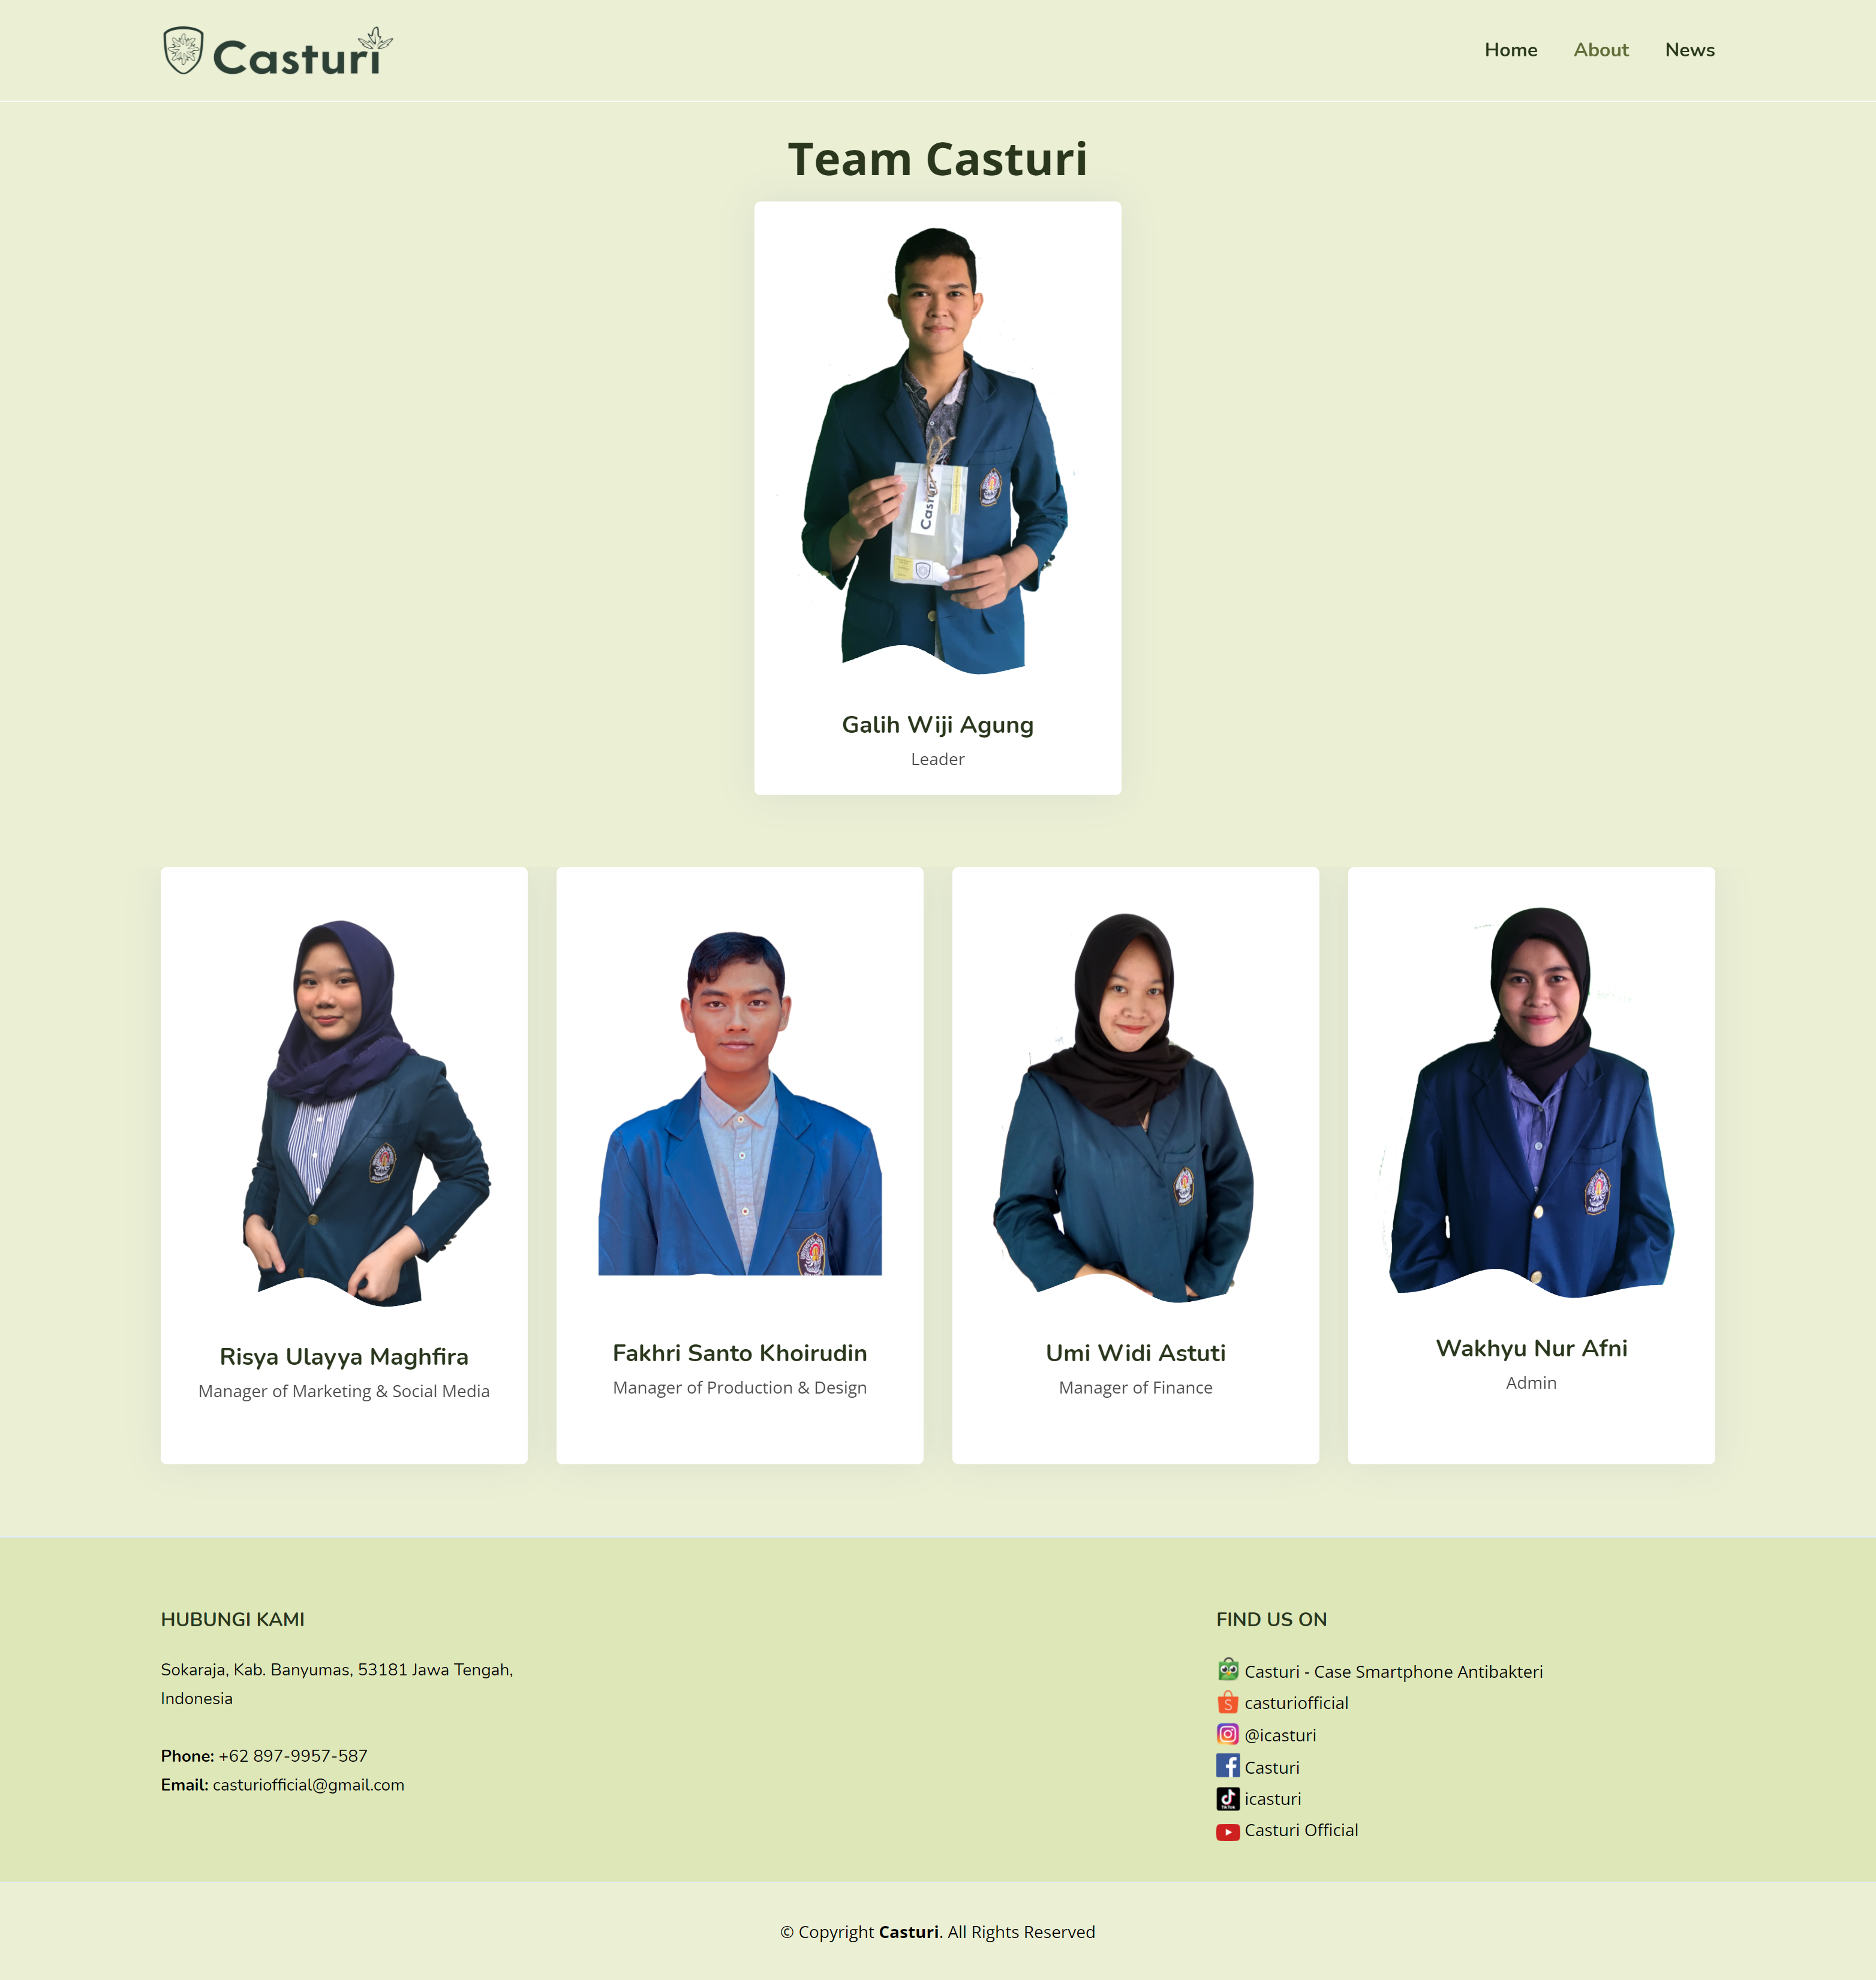 Casturi
Home About News
Team Casturi
Casturi
Galih Wiji Agung
Leader
Risya Ulayya Maghfira
Manager of Marketing & Social Media
Fakhri Santo Khoirudin
Manager of Production & Design
Umi Widi Astuti
Manager of Finance
Wakhyu Nur Afni
Admin
HUBUNGI KAMI
Sokaraja, Kab. Banyumas, 53181 Jawa Tengah,
Indonesia
Phone: +62 897-9957-587
Email: casturiofficial@gmail.com
FIND US ON
Casturi - Case Smartphone Antibakteri
casturiofficial
@icasturi
Casturi
icasturi
Casturi Official
© Copyright Casturi. All Rights Reserved